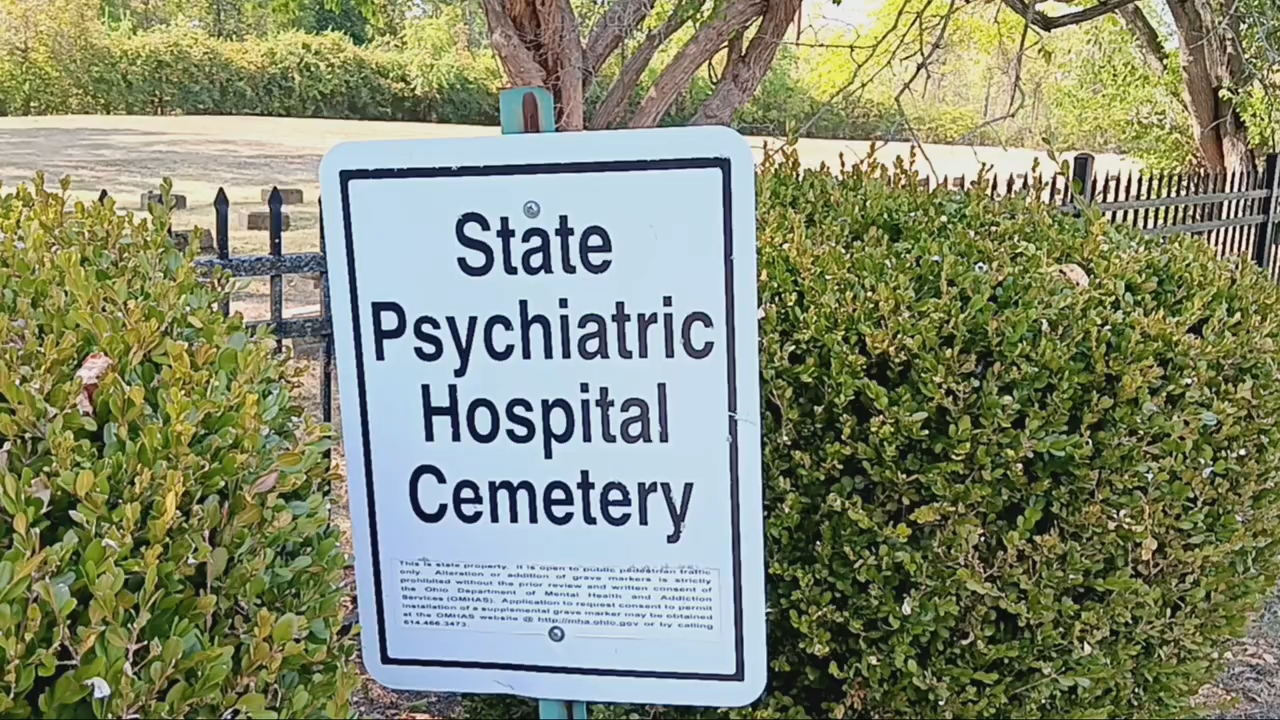 State
Psychiatric
Hospital
Cemetery
This is state property. It is open to public pedestrian traffic
only. Alteration or addition of grave markers is strictly
prohibited without the prior review and written consent of
the Ohio Department of Mental Health and Addiction
Services (OMHAS). Application to request consent to permit
installation of a supplemental grave marker may be obtained
at the OMHAS website @ http://mha.ohio.gov or by calling
614.466.3473.